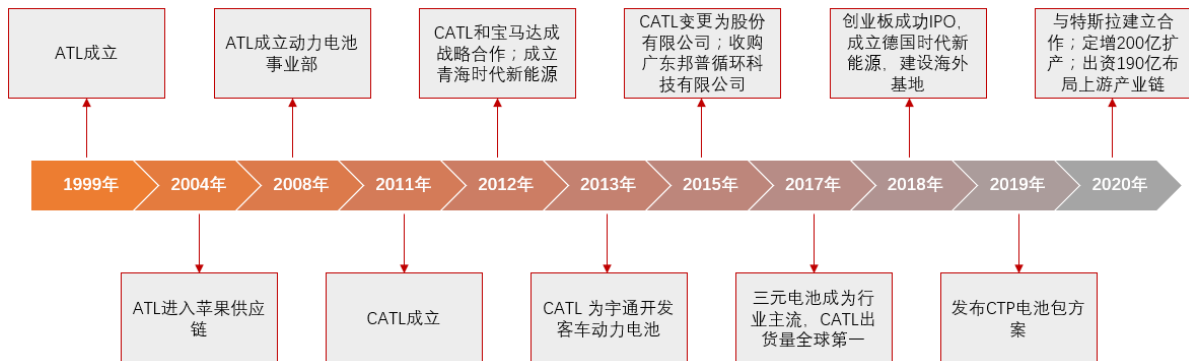 ATL成立
ATL成立动力电池
事业部
CATL和宝马达成
战略合作；成立
青海时代新能源
CATL变更为股份
有限公司；收购
广东邦普循环科
技有限公司
创业板成功IPO，
成立德国时代新
能源，建设海外
基地
与特斯拉建立合
作；定增200亿扩
产；出资190亿布
局上游产业链
1999年
2004年
2008年
2011年
2012年
2013年
2015年
2017年
2018年
2019年
2020年
ATL进入苹果供应
链
CATL成立
CATL 为宇通开发
客车动力电池
三元电池成为行
业主流，CATL出
货量全球第一
发布CTP电池包方
案